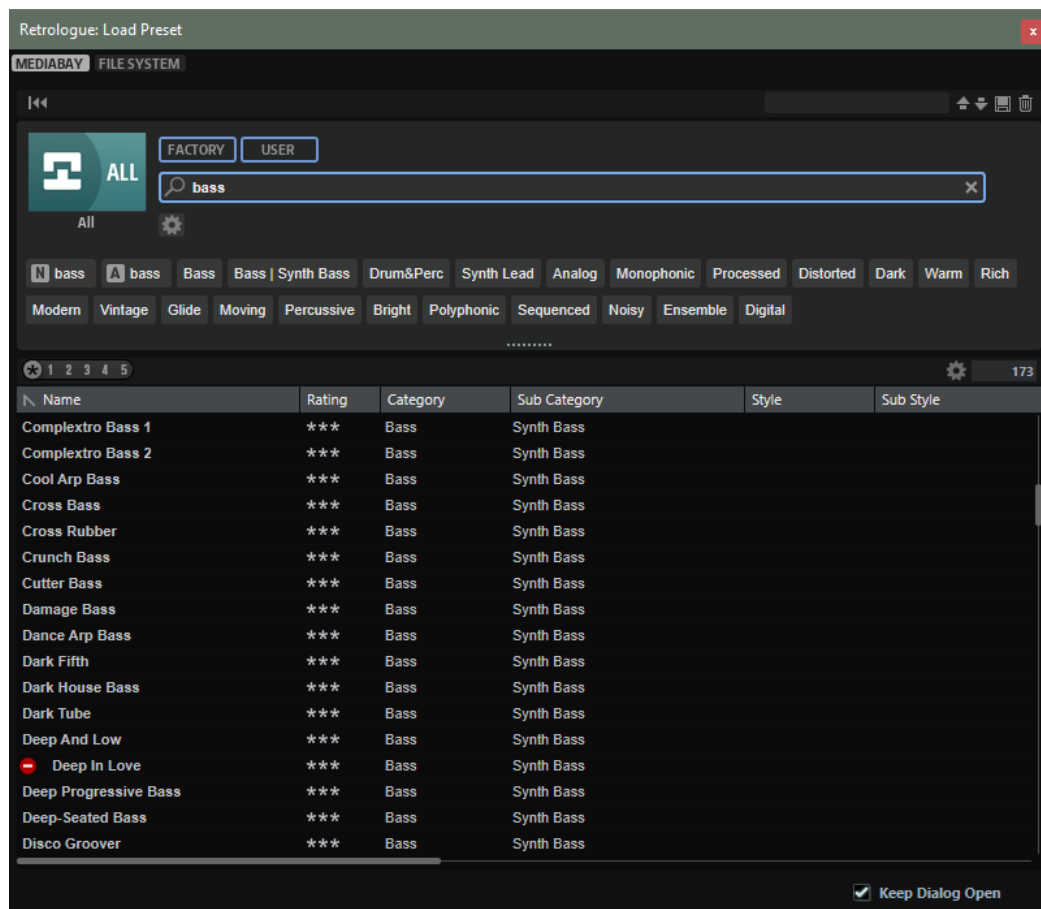 Retrologue: Load Preset x
MEDIABAY FILE SYSTEM
ALL FACTORY USER
bass
All
N bass A bass Bass Bass | Synth Bass Drum&Perc Synth Lead Analog Monophonic Processed Distorted Dark Warm Rich
Modern Vintage Glide Moving Percussive Bright Polyphonic Sequenced Noisy Ensemble Digital
1 2 3 4 5 173
Name Rating Category Sub Category Style Sub Style
Complextro Bass 1 *** Bass Synth Bass
Complextro Bass 2 *** Bass Synth Bass
Cool Arp Bass *** Bass Synth Bass
Cross Bass *** Bass Synth Bass
Cross Rubber *** Bass Synth Bass
Crunch Bass *** Bass Synth Bass
Cutter Bass *** Bass Synth Bass
Damage Bass *** Bass Synth Bass
Dance Arp Bass *** Bass Synth Bass
Dark Fifth *** Bass Synth Bass
Dark House Bass *** Bass Synth Bass
Dark Tube *** Bass Synth Bass
Deep And Low *** Bass Synth Bass
Deep In Love *** Bass Synth Bass
Deep Progressive Bass *** Bass Synth Bass
Deep-Seated Bass *** Bass Synth Bass
Disco Groover *** Bass Synth Bass
Keep Dialog Open